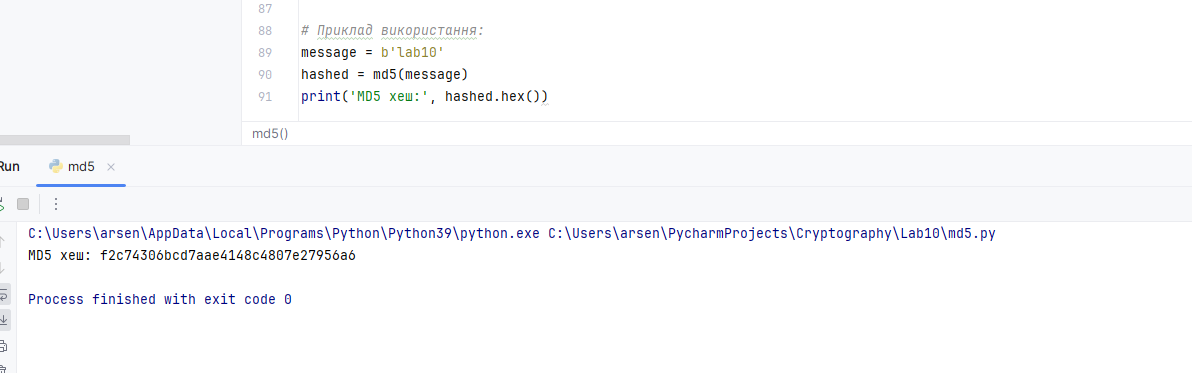 87
88 # Приклад використання:
89 message = b'lab10'
90 hashed = md5(message)
91 print('MD5 хеш:', hashed.hex())
md5()
Run md5
C:\Users\arsen\AppData\Local\Programs\Python\Python39\python.exe C:\Users\arsen\PycharmProjects\Cryptography\Lab10\md5.py
MD5 хеш: f2c74306bcd7aae4148c4807e27956a6
Process finished with exit code 0